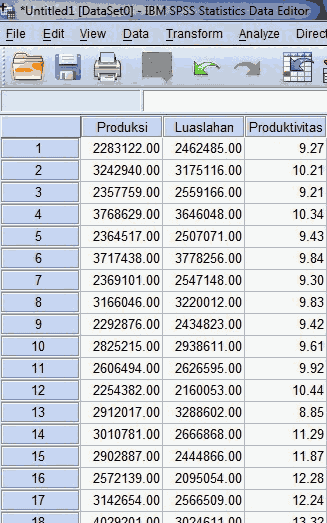 *Untitled1 [DataSet0] - IBM SPSS Statistics Data Editor
File Edit View Data Transform Analyze Direct
Produksi Luaslahan Produktivitas
1 2283122.00 2462485.00 9.27
2 3242940.00 3175116.00 10.21
3 2357759.00 2559166.00 9.21
4 3768629.00 3646048.00 10.34
5 2364517.00 2507071.00 9.43
6 3717438.00 3778256.00 9.84
7 2369101.00 2547148.00 9.30
8 3166046.00 3220012.00 9.83
9 2292876.00 2434823.00 9.42
10 2825215.00 2938611.00 9.61
11 2606494.00 2626595.00 9.92
12 2254382.00 2160053.00 10.44
13 2912017.00 3288602.00 8.85
14 3010781.00 2666868.00 11.29
15 2902887.00 2444866.00 11.87
16 2572139.00 2095054.00 12.28
17 3142654.00 2566509.00 12.24
18 4029201.00 3024611.00 13.32